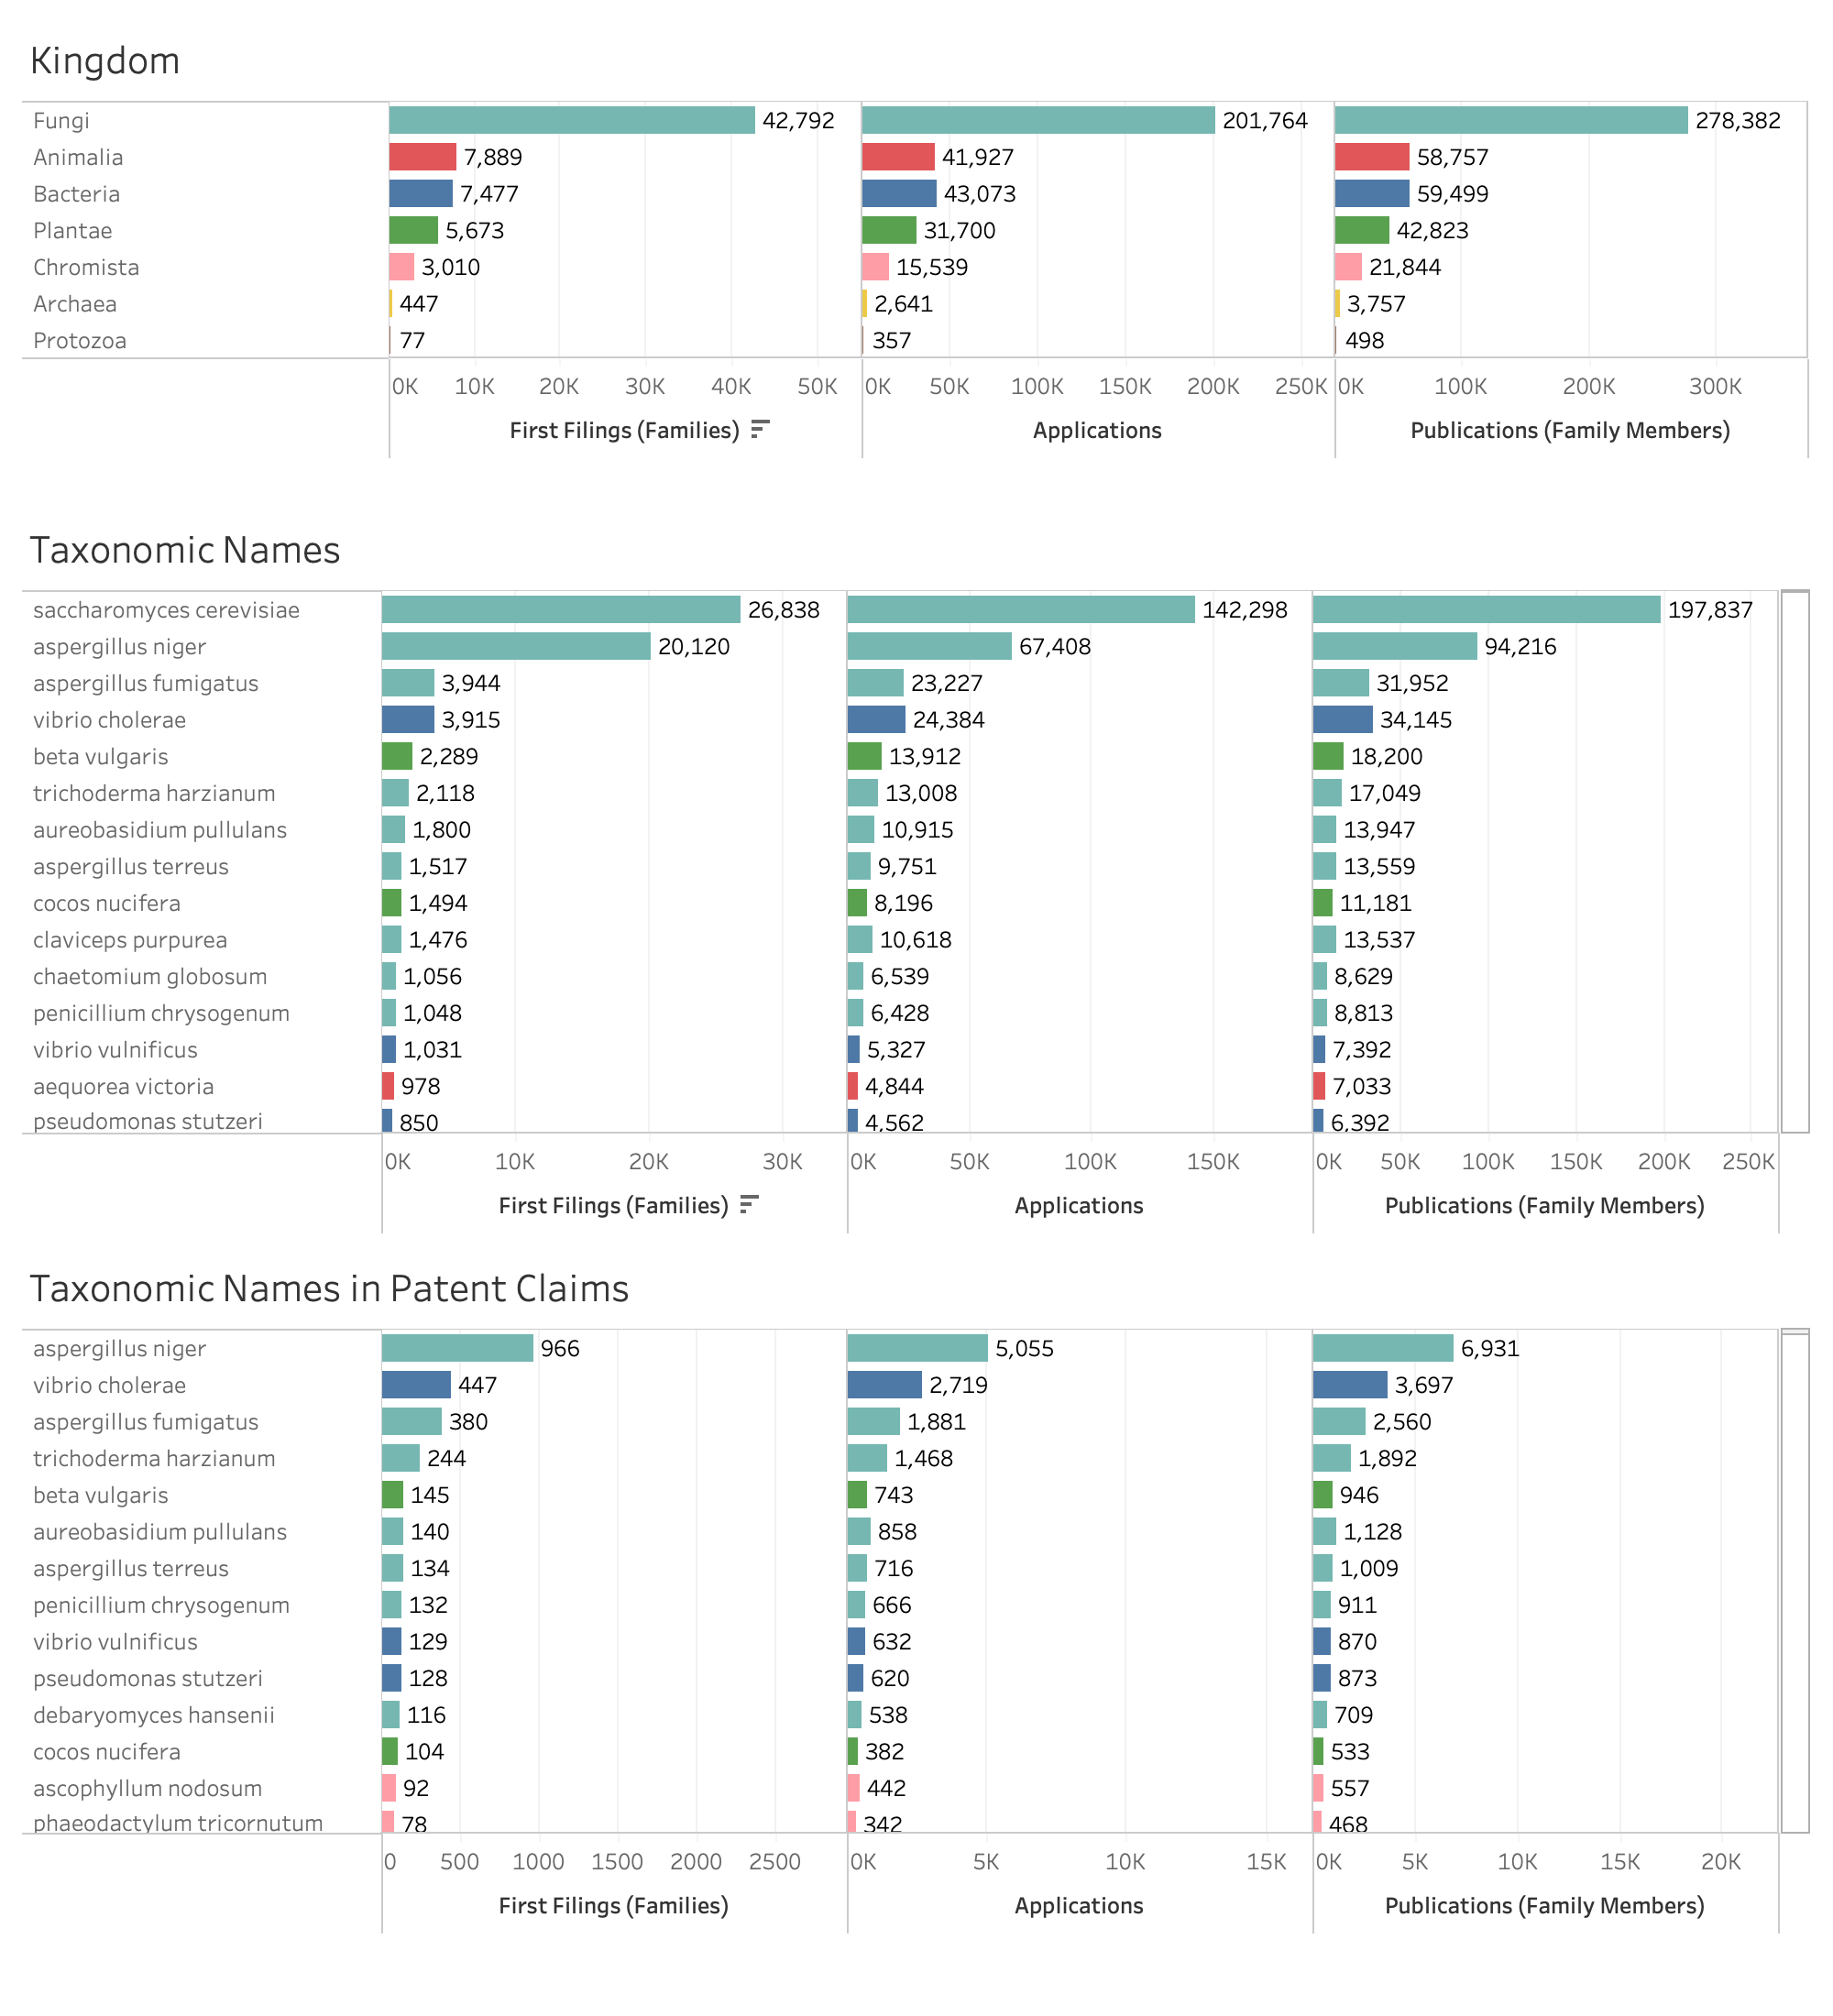 Kingdom
Fungi 42,792 201,764 278,382
Animalia 7,889 41,927 58,757
Bacteria 7,477 43,073 59,499
Plantae 5,673 31,700 42,823
Chromista 3,010 15,539 21,844
Archaea 447 2,641 3,757
Protozoa 77 357 498
0K 10K 20K 30K 40K 50K 0K 50K 100K 150K 200K 250K 0K 100K 200K 300K
First Filings (Families) Applications Publications (Family Members)
Taxonomic Names
saccharomyces cerevisiae 26,838 142,298 197,837
aspergillus niger 20,120 67,408 94,216
aspergillus fumigatus 3,944 23,227 31,952
vibrio cholerae 3,915 24,384 34,145
beta vulgaris 2,289 13,912 18,200
trichoderma harzianum 2,118 13,008 17,049
aureobasidium pullulans 1,800 10,915 13,947
aspergillus terreus 1,517 9,751 13,559
cocos nucifera 1,494 8,196 11,181
claviceps purpurea 1,476 10,618 13,537
chaetomium globosum 1,056 6,539 8,629
penicillium chrysogenum 1,048 6,428 8,813
vibrio vulnificus 1,031 5,327 7,392
aequorea victoria 978 4,844 7,033
pseudomonas stutzeri 850 4,562 6,392
0K 10K 20K 30K 0K 50K 100K 150K 0K 50K 100K 150K 200K 250K
First Filings (Families) Applications Publications (Family Members)
Taxonomic Names in Patent Claims
aspergillus niger 966 5,055 6,931
vibrio cholerae 447 2,719 3,697
aspergillus fumigatus 380 1,881 2,560
trichoderma harzianum 244 1,468 1,892
beta vulgaris 145 743 946
aureobasidium pullulans 140 858 1,128
aspergillus terreus 134 716 1,009
penicillium chrysogenum 132 666 911
vibrio vulnificus 129 632 870
pseudomonas stutzeri 128 620 873
debaryomyces hansenii 116 538 709
cocos nucifera 104 382 533
ascophyllum nodosum 92 442 557
phaeodactylum tricornutum 78 342 468
0 500 1000 1500 2000 2500 0K 5K 10K 15K 0K 5K 10K 15K 20K
First Filings (Families) Applications Publications (Family Members)